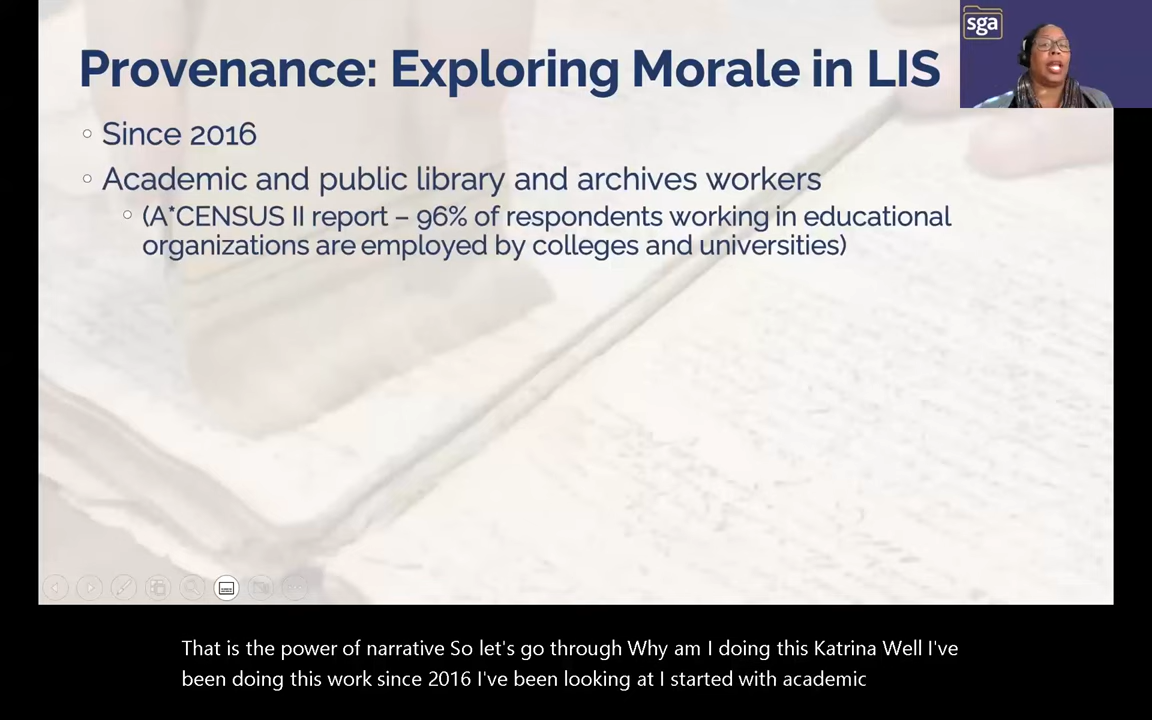 Provenance: Exploring Morale in LIS
sga
Since 2016
Academic and public library and archives workers
(A*CENSUS II report – 96% of respondents working in educational
organizations are employed by colleges and universities)
That is the power of narrative So let's go through Why am I doing this Katrina Well I've
been doing this work since 2016 I've been looking at I started with academic